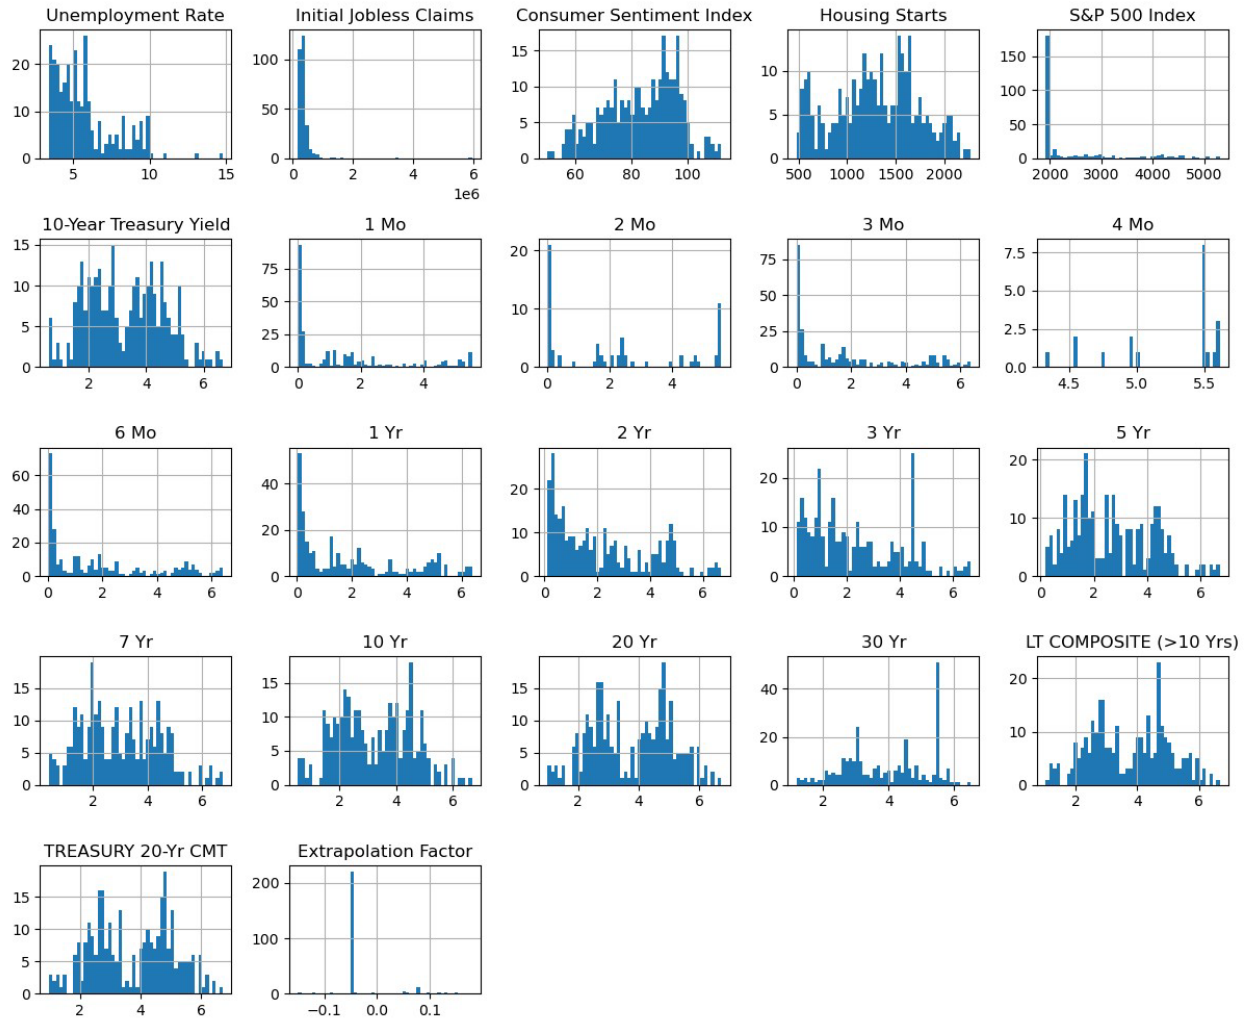 Unemployment Rate
20
10
0
5 10 15
Initial Jobless Claims
100
50
0
0 2 4 6
1e6
Consumer Sentiment Index
15
10
5
0
60 80 100
Housing Starts
10
5
0
500 1000 1500 2000
S&P 500 Index
150
100
50
0
2000 3000 4000 5000
10-Year Treasury Yield
15
10
5
0
2 4 6
1 Mo
75
50
25
0
0 2 4
2 Mo
20
10
0
0 2 4
3 Mo
75
50
25
0
0 2 4 6
4 Mo
7.5
5.0
2.5
0.0
4.5 5.0 5.5
6 Mo
60
40
20
0
0 2 4 6
1 Yr
40
20
0
0 2 4 6
2 Yr
20
10
0
0 2 4 6
3 Yr
20
10
0
0 2 4 6
5 Yr
20
10
0
0 2 4 6
7 Yr
15
10
5
0
2 4 6
10 Yr
15
10
5
0
2 4 6
20 Yr
15
10
5
0
2 4 6
30 Yr
40
20
0
2 4 6
LT COMPOSITE (>10 Yrs)
20
10
0
2 4 6
TREASURY 20-Yr CMT
15
10
5
0
2 4 6
Extrapolation Factor
200
100
0
−0.1 0.0 0.1